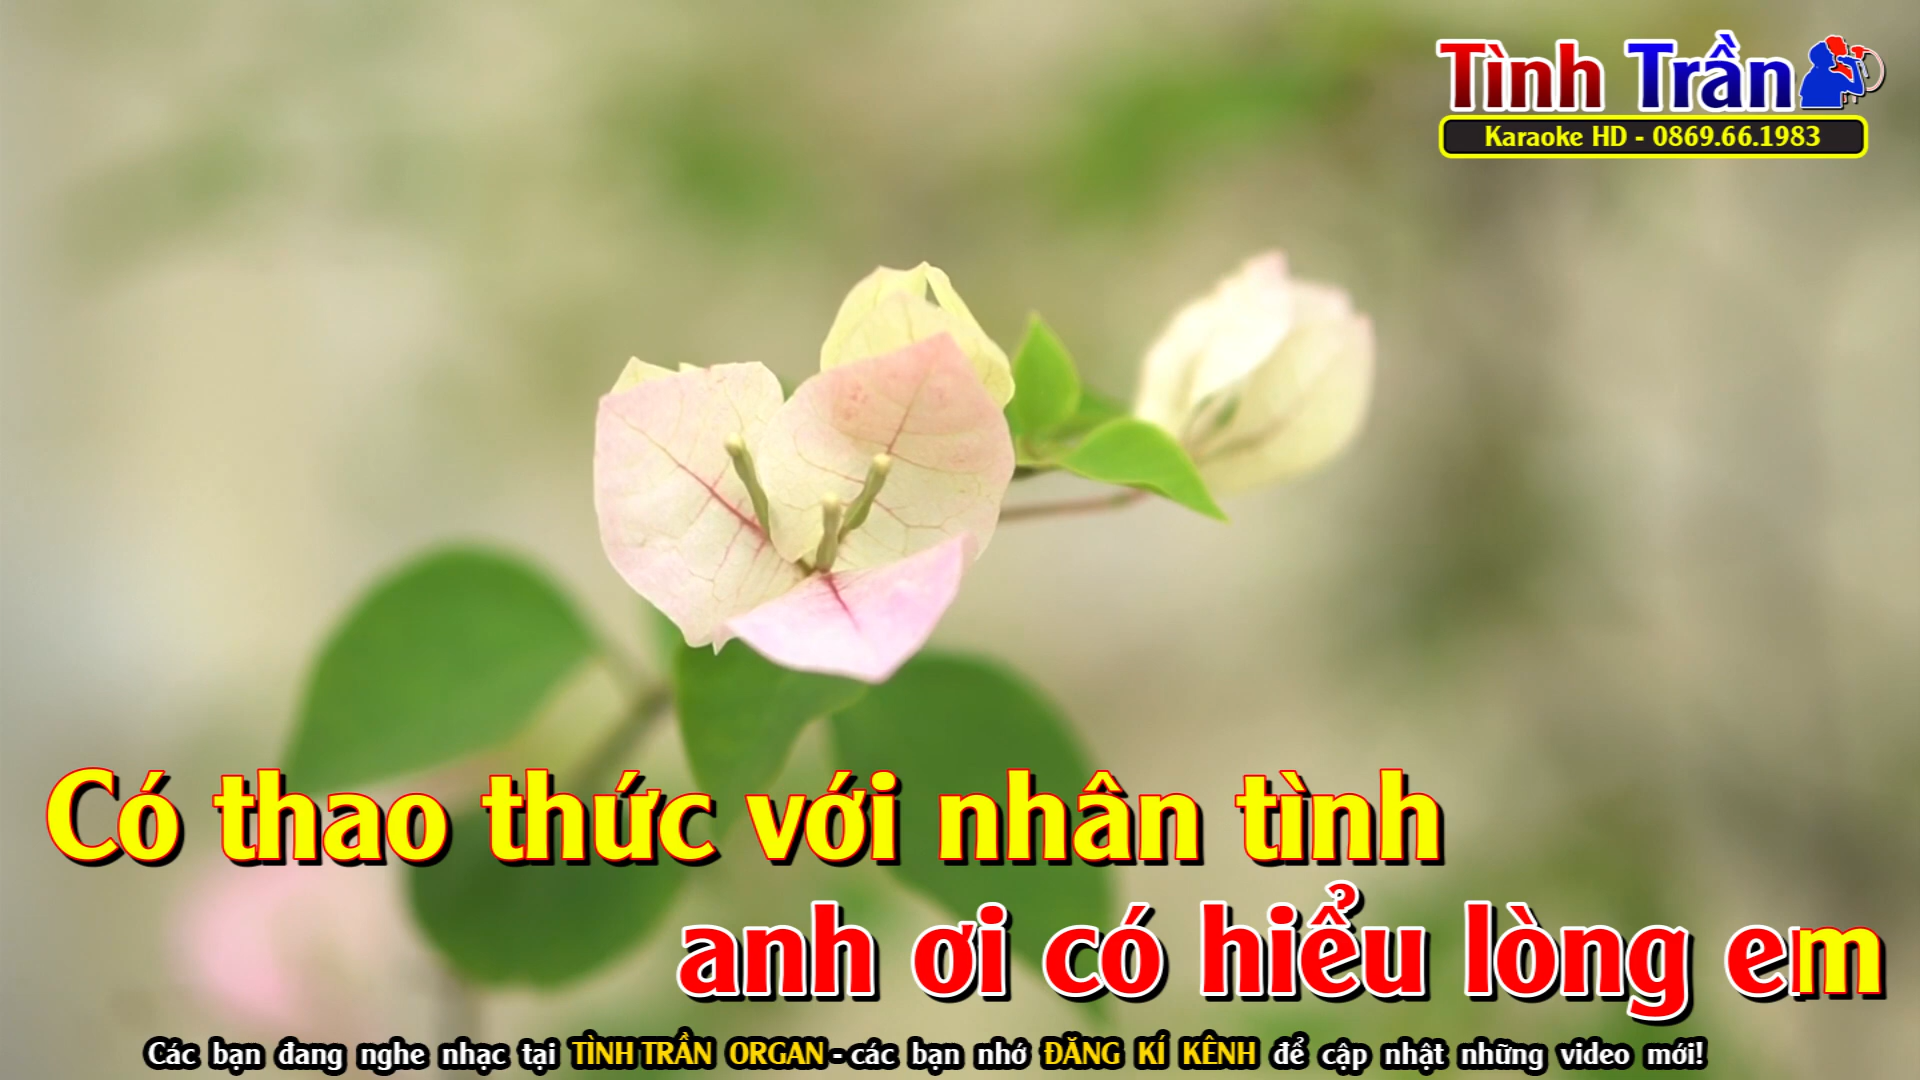 Tình Trần
Karaoke HD - 0869.66.1983
Có thao thức với nhân tình
anh ơi có hiểu lòng em
Các bạn đang nghe nhạc tại TÌNH TRẦN ORGAN - các bạn nhớ ĐĂNG KÍ KÊNH để cập nhật những video mới!